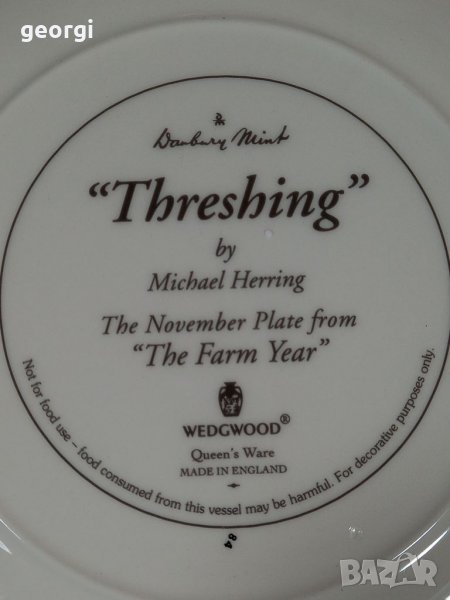 georgi
Danbury Mint
“Threshing”
by
Michael Herring
The November Plate from
“The Farm Year”
WEDGWOOD®
Queen's Ware
MADE IN ENGLAND
Not for food use – food consumed from this vessel may be harmful. For decorative purposes only.
84
BAZAR